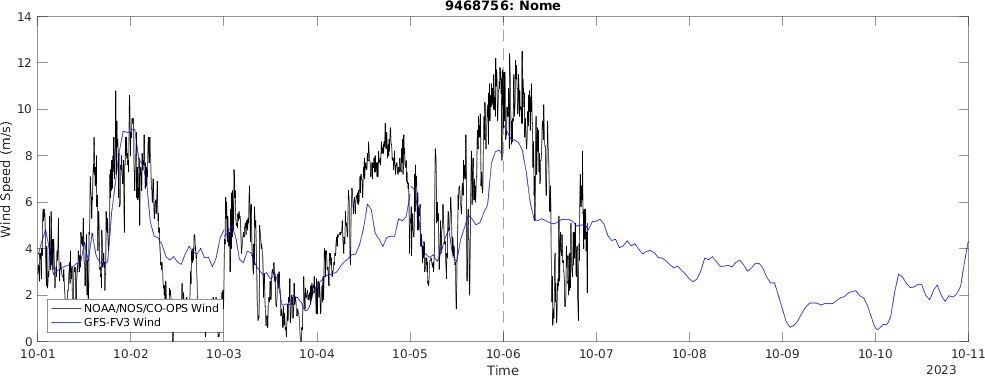 9468756: Nome
Wind Speed (m/s)
14
12
10
8
6
4
2
0
NOAA/NOS/CO-OPS Wind
GFS-FV3 Wind
10-01 10-02 10-03 10-04 10-05 10-06 10-07 10-08 10-09 10-10 10-11
Time
2023